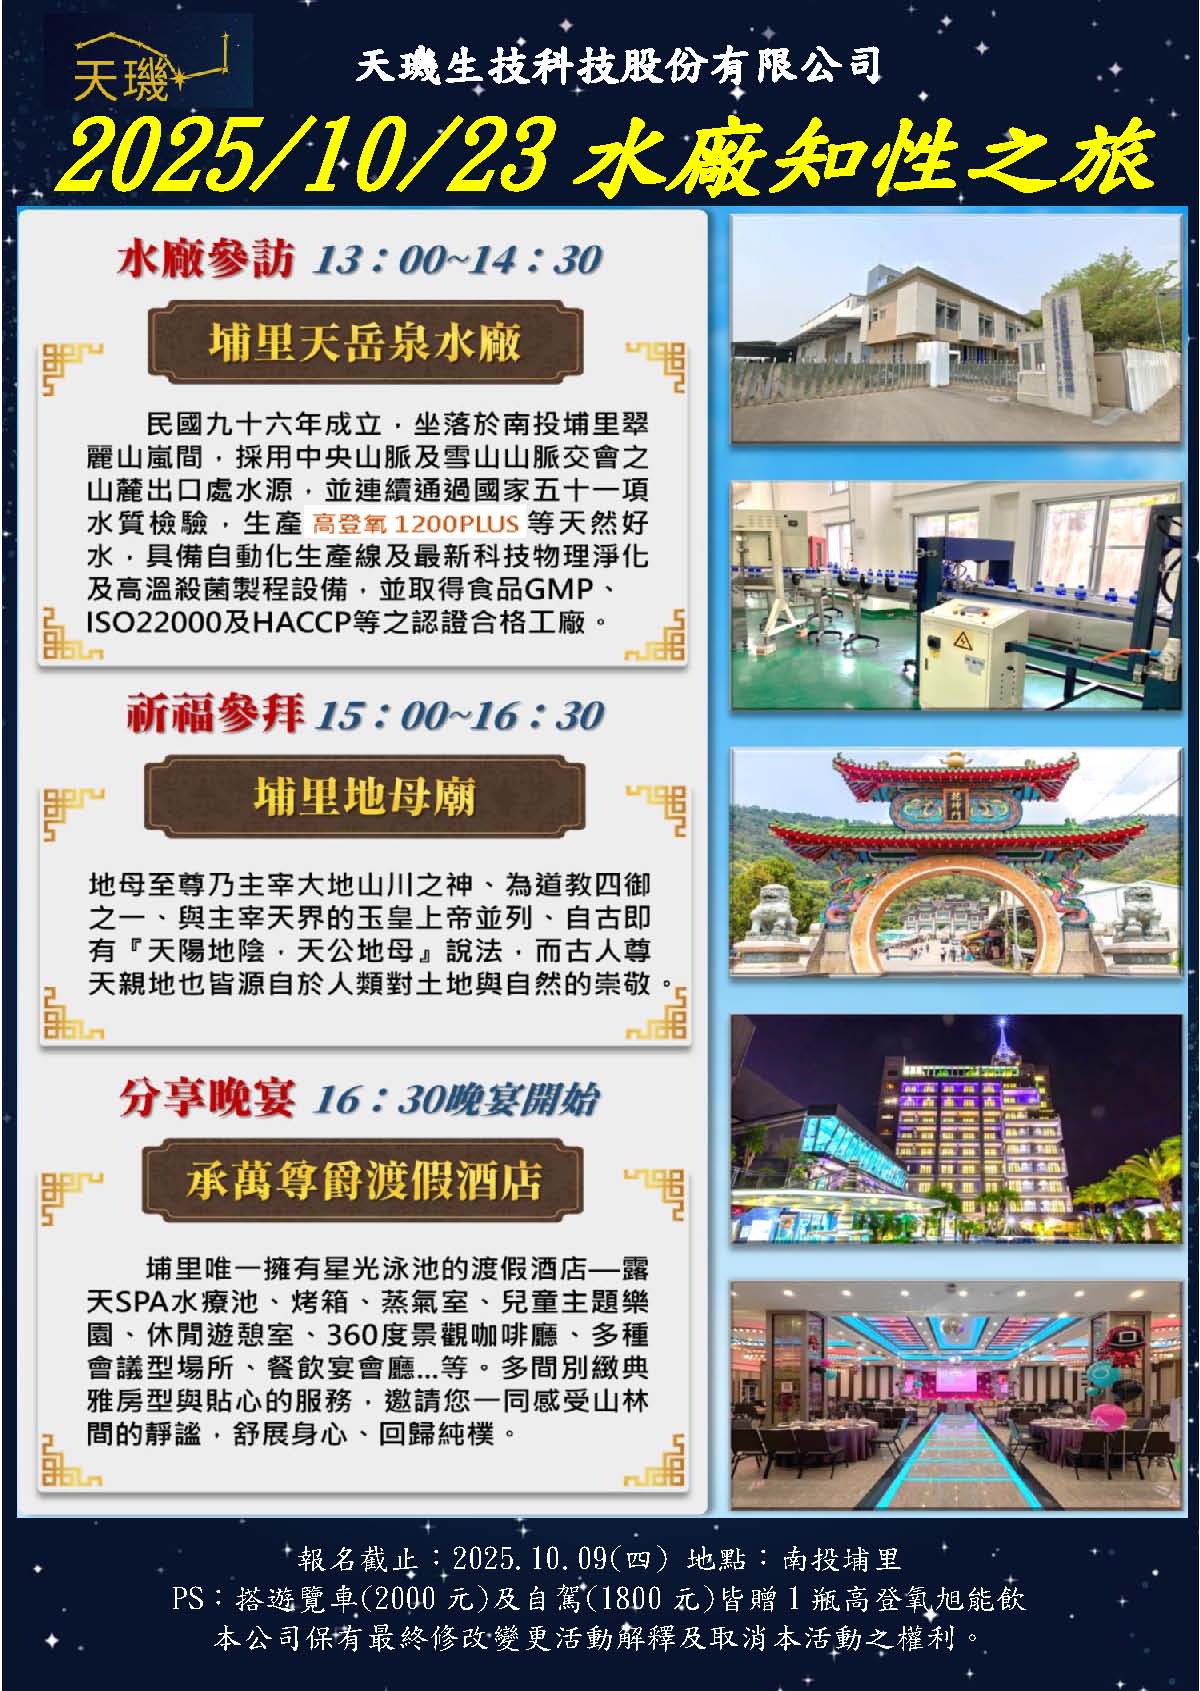 天璣
天璣生技科技股份有限公司
2025/10/23 水廠知性之旅
水廠參訪 13：00~14：30
埔里天岳泉水廠
民國九十六年成立，坐落於南投埔里翠
麗山嵐間，採用中央山脈及雪山山脈交會之
山麓出口處水源，並連續通過國家五十一項
水質檢驗，生產 高登氧 1200PLUS 等天然好
水，具備自動化生產線及最新科技物理淨化
及高溫殺菌製程設備，並取得食品GMP、
ISO22000及HACCP等之認證合格工廠。
祈福參拜 15：00~16：30
埔里地母廟
地母至尊乃主宰大地山川之神、為道教四御
之一、與主宰天界的玉皇上帝並列、自古即
有『天陽地陰，天公地母』說法，而古人尊
天親地也皆源自於人類對土地與自然的崇敬。
分享晚宴 16：30晚宴開始
承萬尊爵渡假酒店
埔里唯一擁有星光泳池的渡假酒店—露
天SPA水療池、烤箱、蒸氣室、兒童主題樂
園、休閒遊憩室、360度景觀咖啡廳、多種
會議型場所、餐飲宴會廳...等。多間別緻典
雅房型與貼心的服務，邀請您一同感受山林
間的靜謐，舒展身心、回歸純樸。
報名截止：2025.10.09(四) 地點：南投埔里
PS：搭遊覽車(2000 元)及自駕(1800 元)皆贈 1 瓶高登氧旭能飲
本公司保有最終修改變更活動解釋及取消本活動之權利。